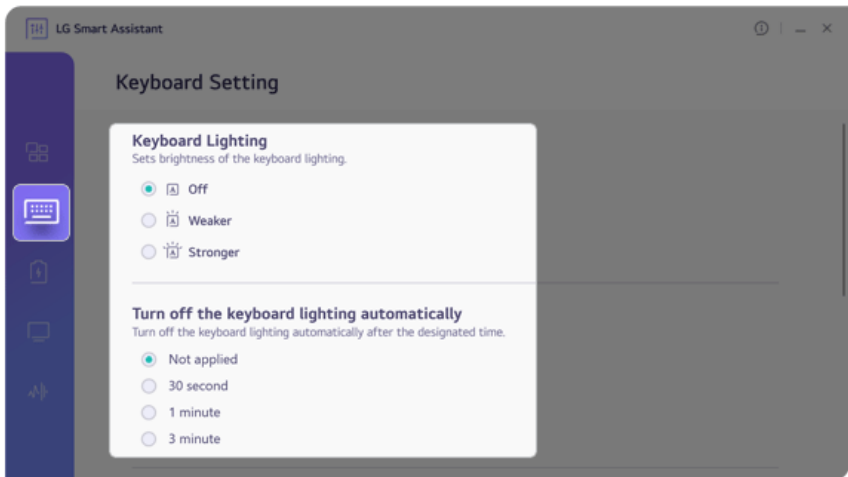 LG Smart Assistant
Keyboard Setting
Keyboard Lighting
Sets brightness of the keyboard lighting.
A Off
A Weaker
A Stronger
Turn off the keyboard lighting automatically
Turn off the keyboard lighting automatically after the designated time.
Not applied
30 second
1 minute
3 minute